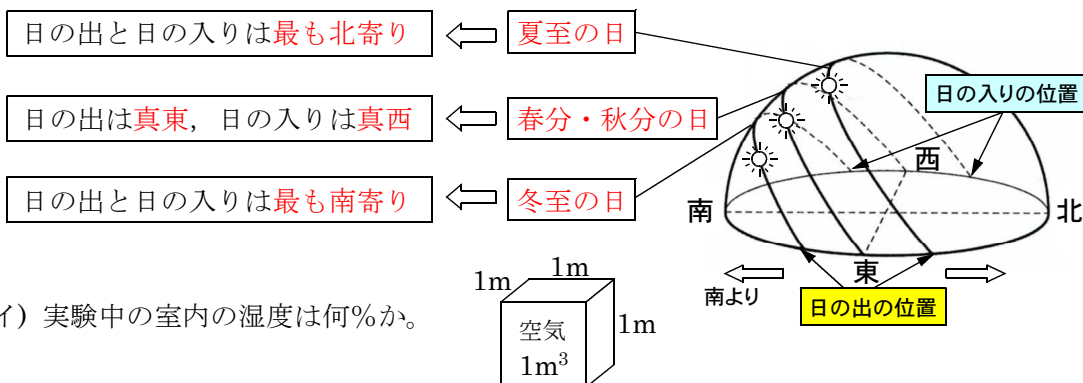 日の出と日の入りは最も北寄り
夏至の日
日の出は真東，日の入りは真西
春分・秋分の日
日の出と日の入りは最も南寄り
冬至の日
日の入りの位置
西
南
北
東
南より
日の出の位置
イ) 実験中の室内の湿度は何％か。
1m
1m
1m
空気
1m³